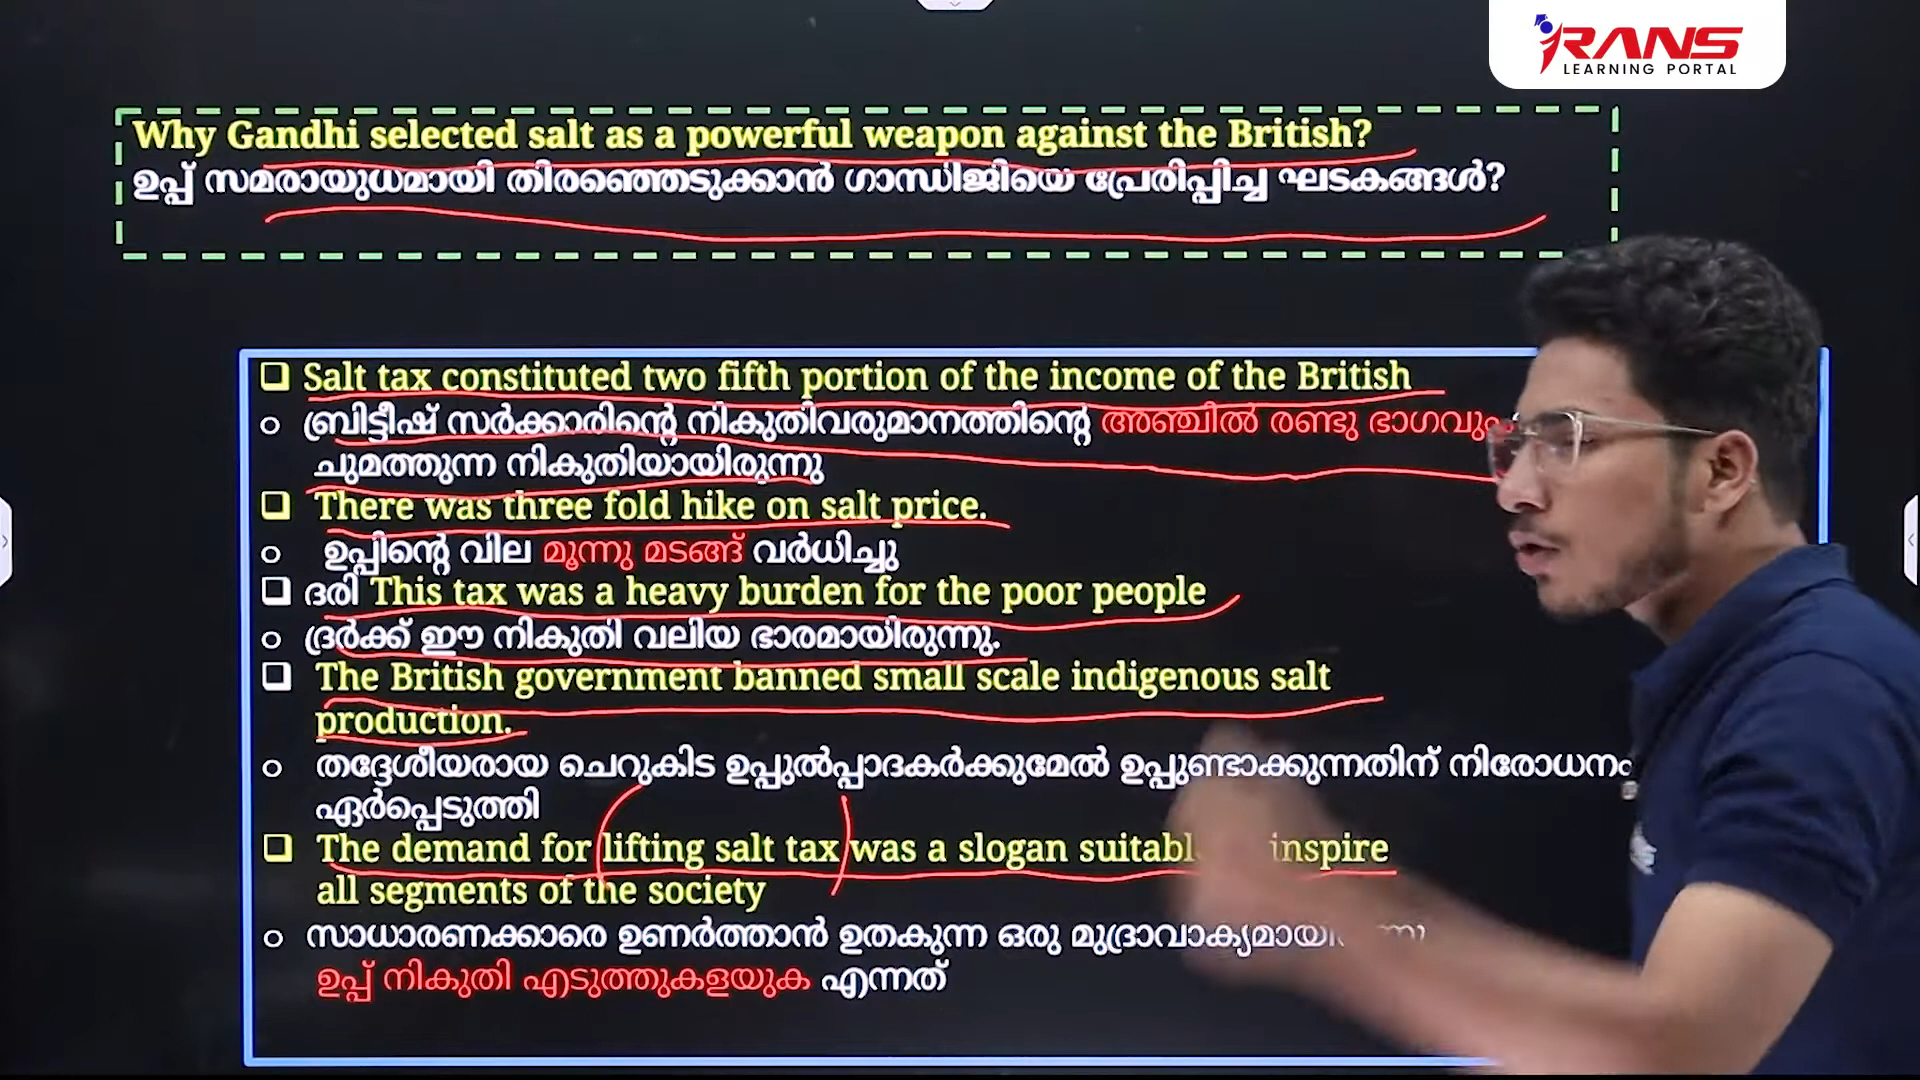 RANS
LEARNING PORTAL
Why Gandhi selected salt as a powerful weapon against the British?
ഉപ്പ് സമരായുധമായി തിരഞ്ഞെടുക്കാൻ ഗാന്ധിജിയെ പ്രേരിപ്പിച്ച ഘടകങ്ങൾ?
Salt tax constituted two fifth portion of the income of the British
ബ്രിട്ടീഷ് സർക്കാരിന്റെ നികുതിവരുമാനത്തിന്റെ അഞ്ചിൽ രണ്ടു ഭാഗവും
ചുമത്തുന്ന നികുതിയായിരുന്നു
There was three fold hike on salt price.
ഉപ്പിന്റെ വില മൂന്നു മടങ്ങ് വർധിച്ചു
ദരി This tax was a heavy burden for the poor people
ദ്രർക്ക് ഈ നികുതി വലിയ ഭാരമായിരുന്നു.
The British government banned small scale indigenous salt
production.
തദ്ദേശീയരായ ചെറുകിട ഉപ്പുൽപ്പാദകർക്കുമേൽ ഉപ്പുണ്ടാക്കുന്നതിന് നിരോധനം
ഏർപ്പെടുത്തി
The demand for lifting salt tax was a slogan inspire
all segments of the society
സാധാരണക്കാരെ ഉണർത്താൻ ഉതകുന്ന ഒരു
ഉപ്പ് നികുതി എടുത്തുകളയുക എന്നത്